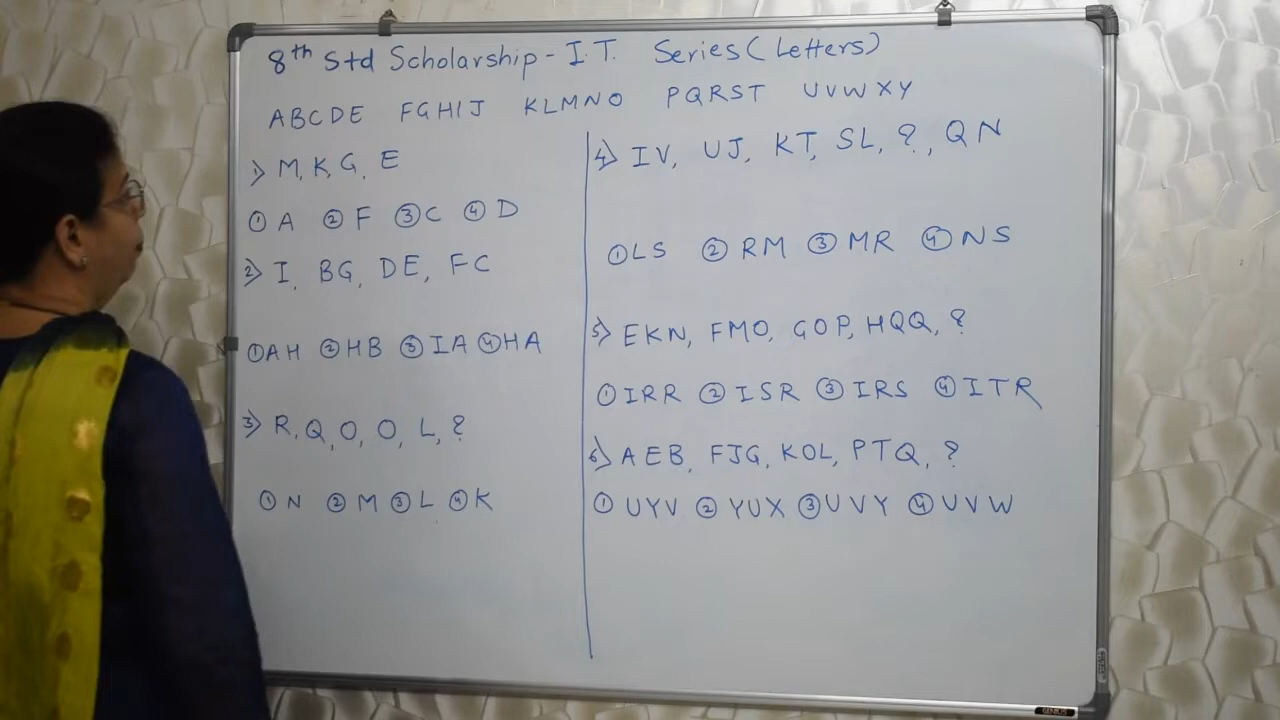 8th Std Scholarship - I.T. Series (Letters)
ABCDE FGHIJ KLMNO PQRST UVWXY
1) M, K, G, E
① A ② F ③ C ④ D
2) I, BG, DE, FC
① AH ② HB ③ IA ④ HA
3) R, Q, O, O, L, ?
① N ② M ③ L ④ K
4) IV, UJ, KT, SL, ?, QN
① LS ② RM ③ MR ④ NS
5) EKN, FMO, GOP, HQQ, ?
① IRR ② ISR ③ IRS ④ ITR
6) AEB, FJG, KOL, PTQ, ?
① UYV ② YUX ③ UVY ④ UVW